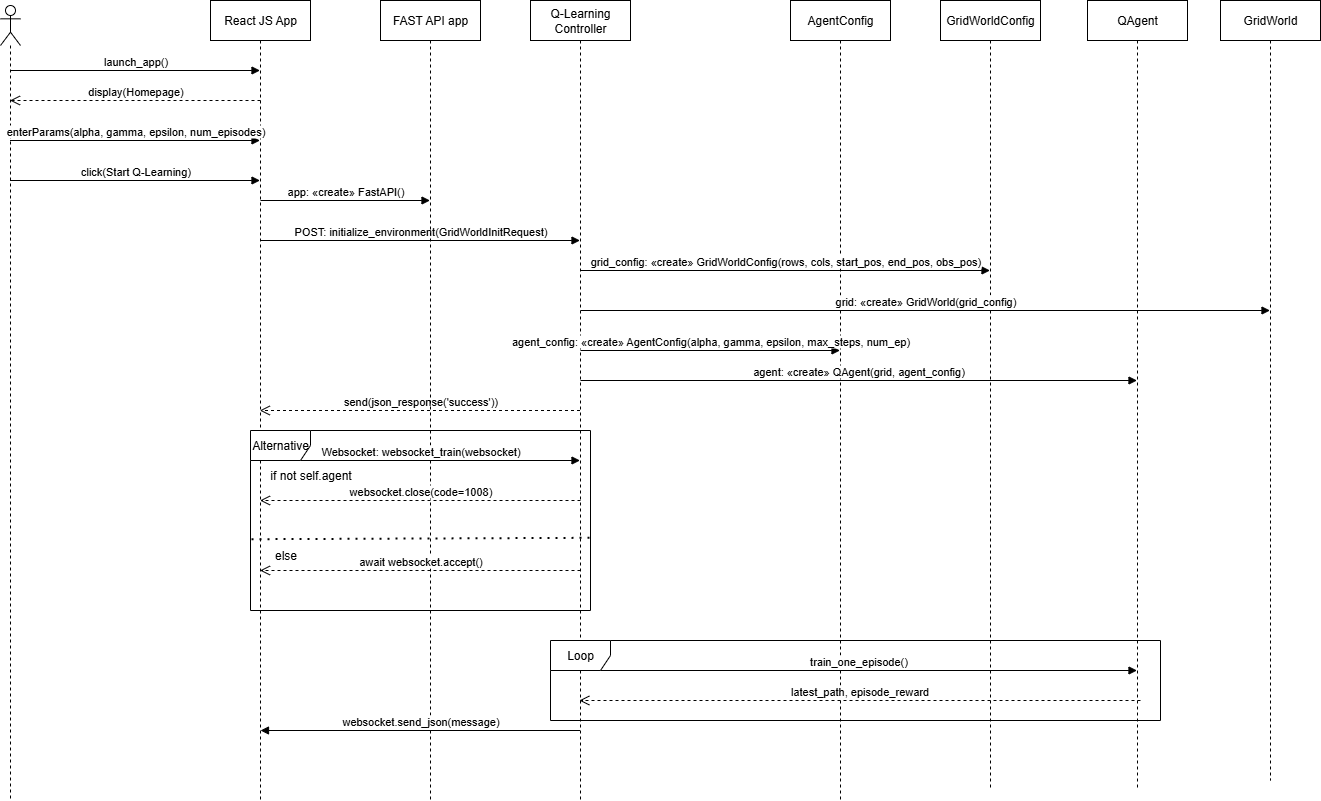 React JS App
FAST API app
Q-Learning
Controller
AgentConfig
GridWorldConfig
QAgent
GridWorld
launch_app()
display(Homepage)
enterParams(alpha, gamma, epsilon, num_episodes)
click(Start Q-Learning)
app: «create» FastAPI()
POST: initialize_environment(GridWorldInitRequest)
grid_config: «create» GridWorldConfig(rows, cols, start_pos, end_pos, obs_pos)
grid: «create» GridWorld(grid_config)
agent_config: «create» AgentConfig(alpha, gamma, epsilon, max_steps, num_ep)
agent: «create» QAgent(grid, agent_config)
send(json_response('success'))
Alternative
Websocket: websocket_train(websocket)
if not self.agent
websocket.close(code=1008)
else
await websocket.accept()
Loop
train_one_episode()
latest_path, episode_reward
websocket.send_json(message)